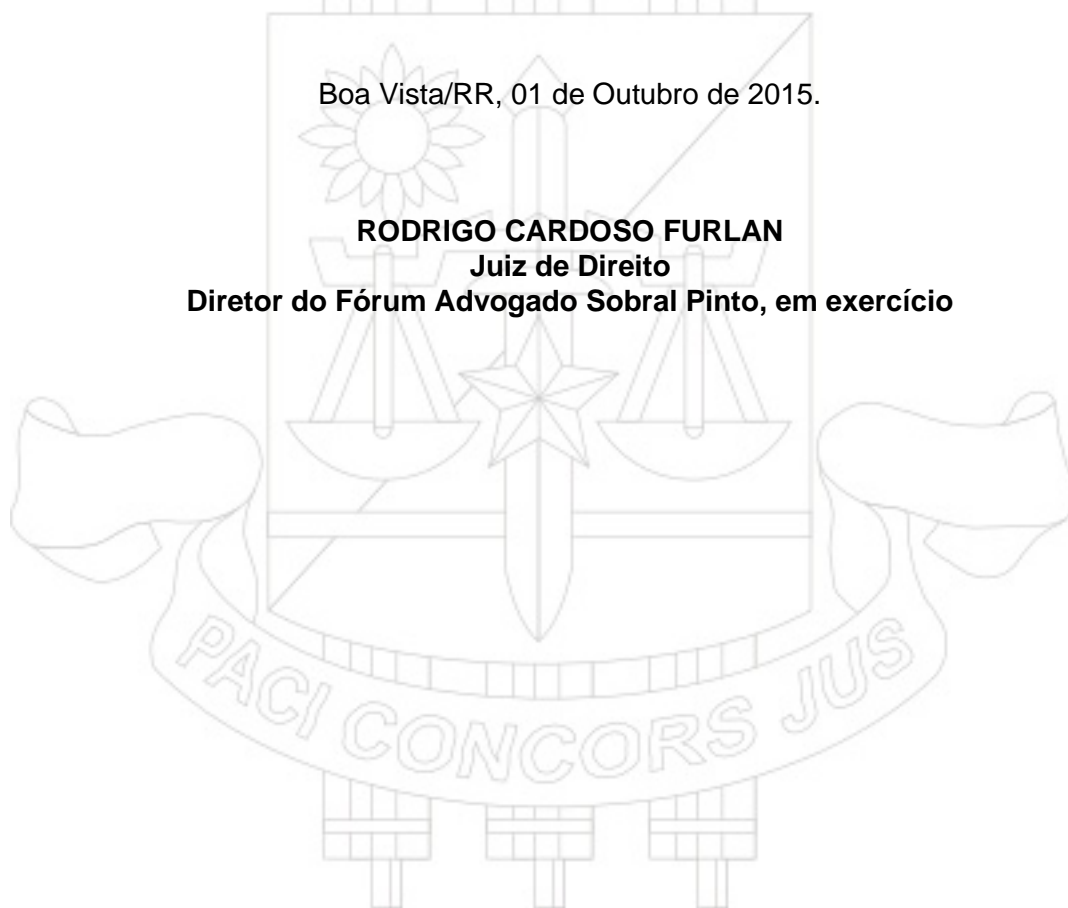 Boa Vista/RR, 01 de Outubro de 2015.
RODRIGO CARDOSO FURLAN
Juiz de Direito
Diretor do Fórum Advogado Sobral Pinto, em exercício
PACI CONCORS JUS